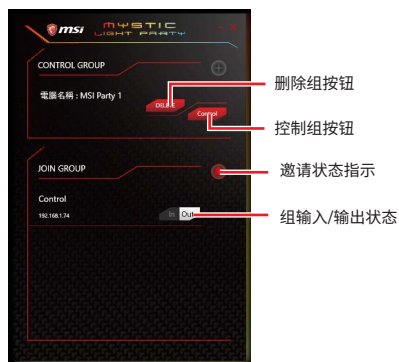 msi MYSTIC LIGHT PARTY
CONTROL GROUP
電腦名稱 : MSI Party 1
DELETE
Control
JOIN GROUP
Control
192.168.1.74
In Out
删除组按钮
控制组按钮
邀请状态指示
组输入/输出状态